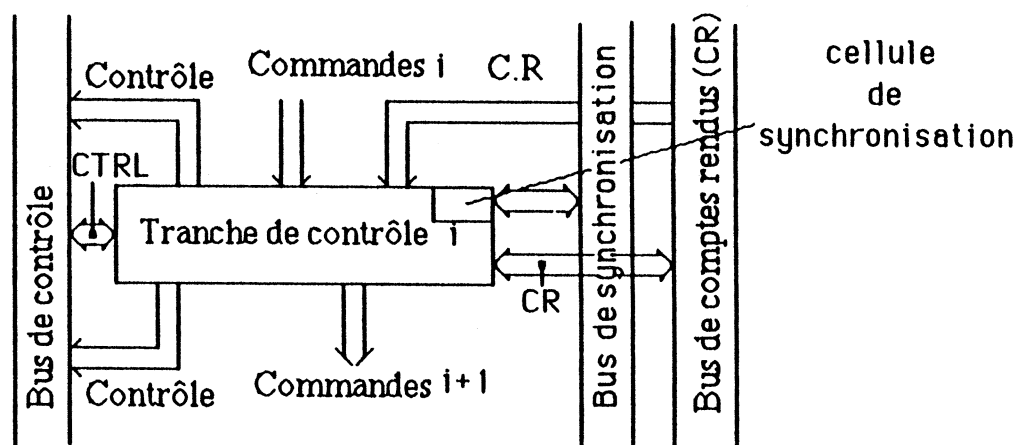 Contrôle
Commandes i
C.R
cellule
de
synchronisation
CTRL
Tranche de contrôle i
CR
Contrôle
Commandes i+1
Bus de contrôle
Bus de synchronisation
Bus de comptes rendus (CR)